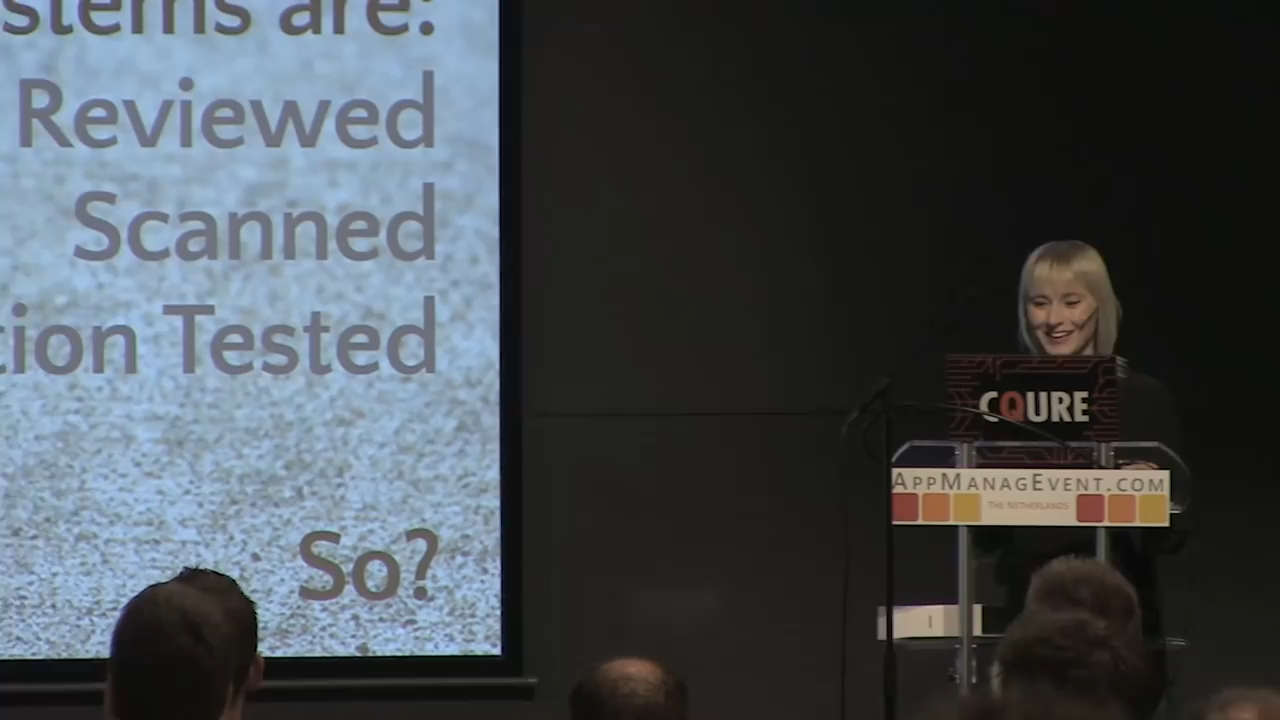 stems are:
Reviewed
Scanned
tion Tested
So?
CQURE
APPMANAGEVENT.COM
THE NETHERLANDS